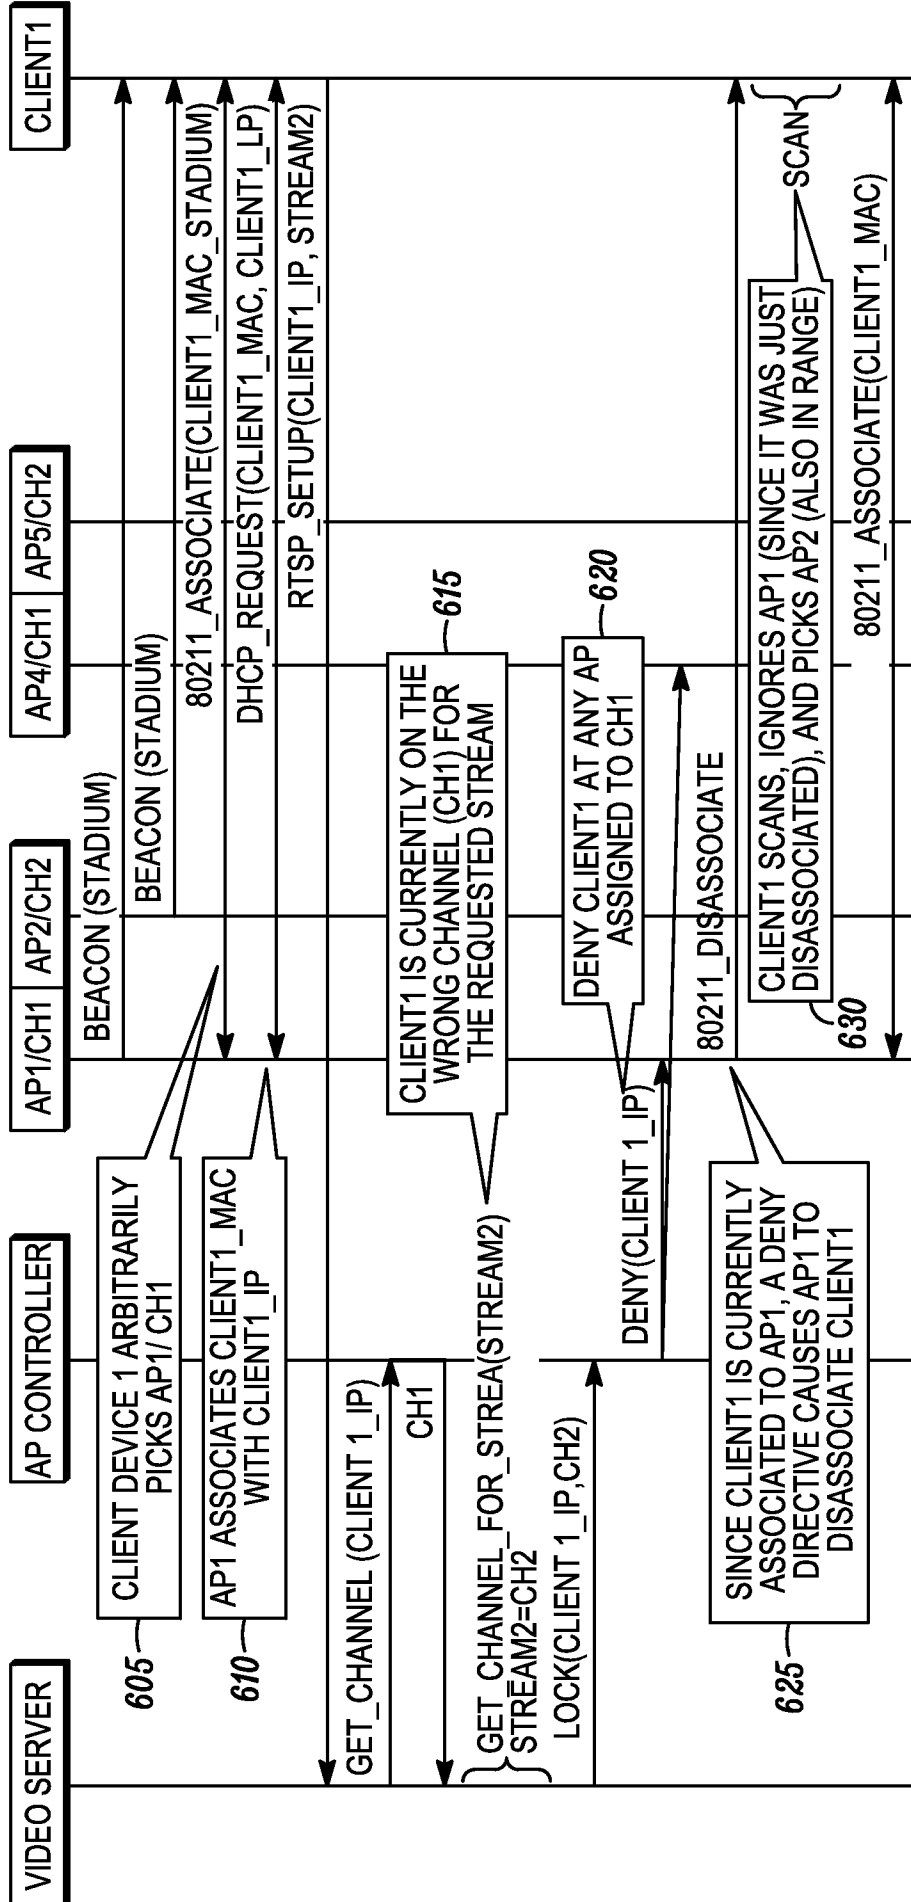 VIDEO SERVER
AP CONTROLLER
AP1/CH1
AP2/CH2
AP4/CH1
AP5/CH2
CLIENT1
BEACON (STADIUM)
BEACON (STADIUM)
CLIENT DEVICE 1 ARBITRARILY
PICKS AP1/ CH1
605
80211_ASSOCIATE(CLIENT1_MAC_STADIUM)
AP1 ASSOCIATES CLIENT1_MAC
WITH CLIENT1_IP
610
DHCP_REQUEST(CLIENT1_MAC, CLIENT1_LP)
RTSP_SETUP(CLIENT1_IP, STREAM2)
GET_CHANNEL (CLIENT 1_IP)
CH1
CLIENT1 IS CURRENTLY ON THE
WRONG CHANNEL (CH1) FOR
THE REQUESTED STREAM
615
GET_CHANNEL_FOR_STREA(STREAM2)
STREAM2=CH2
LOCK(CLIENT 1_IP,CH2)
DENY CLIENT1 AT ANY AP
ASSIGNED TO CH1
620
DENY(CLIENT 1_IP)
80211_DISASSOCIATE
SINCE CLIENT1 IS CURRENTLY
ASSOCIATED TO AP1, A DENY
DIRECTIVE CAUSES AP1 TO
DISASSOCIATE CLIENT1
625
CLIENT1 SCANS, IGNORES AP1 (SINCE IT WAS JUST
DISASSOCIATED), AND PICKS AP2 (ALSO IN RANGE)
630
SCAN
80211_ASSOCIATE(CLIENT1_MAC)